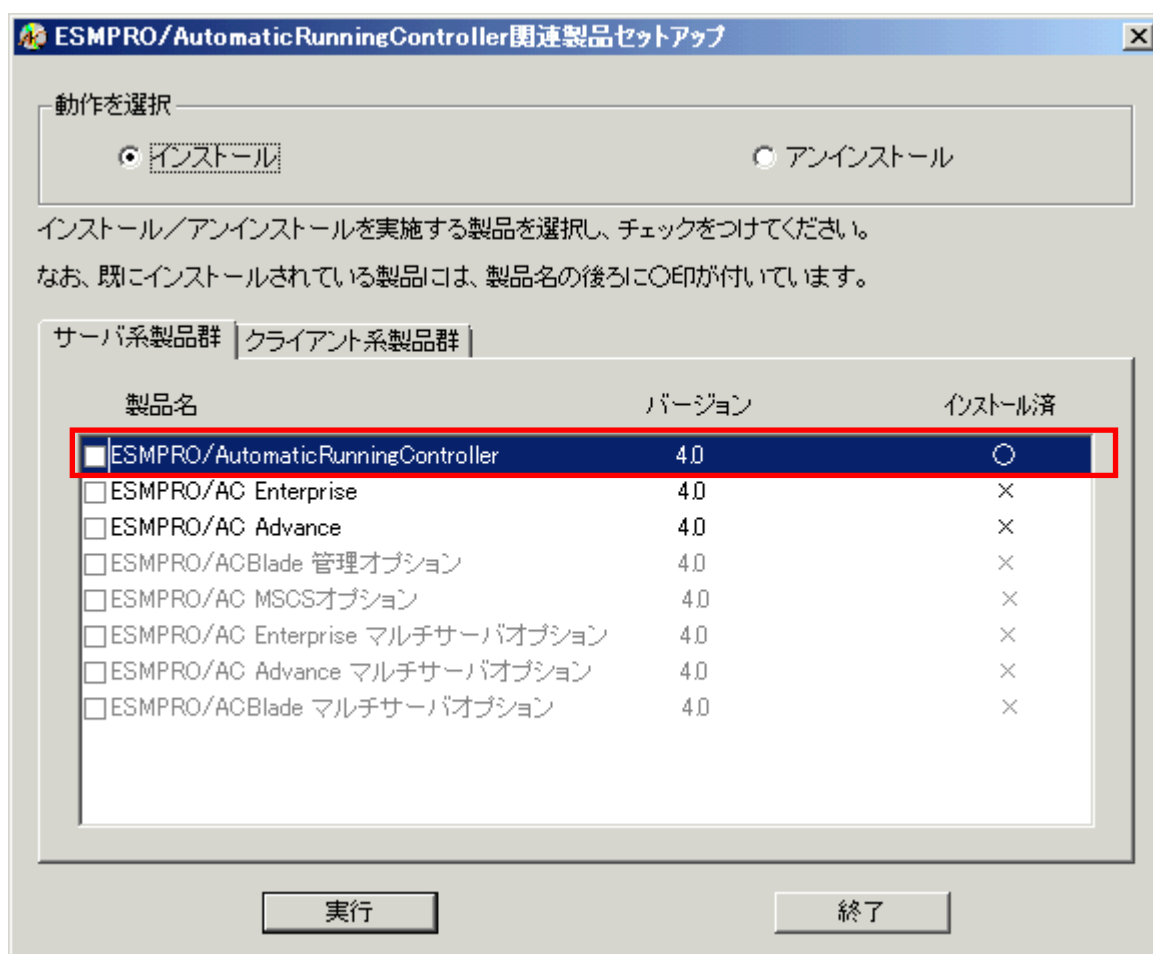 ESMPRO/AutomaticRunningController関連製品セットアップ
動作を選択
インストール アンインストール
インストール／アンインストールを実施する製品を選択し、チェックをつけてください。
なお、既にインストールされている製品には、製品名の後ろに○印が付いています。
サーバ系製品群 クライアント系製品群
製品名 バージョン インストール済
ESMPRO/AutomaticRunningController 4.0 ○
ESMPRO/AC Enterprise 4.0 ×
ESMPRO/AC Advance 4.0 ×
ESMPRO/ACBlade 管理オプション 4.0 ×
ESMPRO/AC MSCSオプション 4.0 ×
ESMPRO/AC Enterprise マルチサーバオプション 4.0 ×
ESMPRO/AC Advance マルチサーバオプション 4.0 ×
ESMPRO/ACBlade マルチサーバオプション 4.0 ×
実行 終了